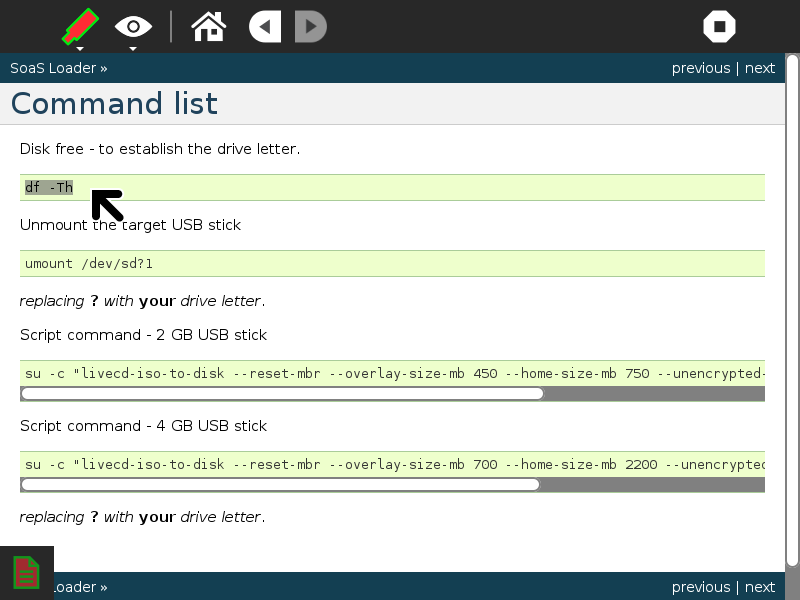 SoaS Loader »
previous | next
Command list
Disk free - to establish the drive letter.
df -Th
Unmount the target USB stick
umount /dev/sd?1
replacing ? with your drive letter.
Script command - 2 GB USB stick
su -c "livecd-iso-to-disk --reset-mbr --overlay-size-mb 450 --home-size-mb 750 --unencrypted-
Script command - 4 GB USB stick
su -c "livecd-iso-to-disk --reset-mbr --overlay-size-mb 700 --home-size-mb 2200 --unencrypted
replacing ? with your drive letter.
Loader »
previous | next